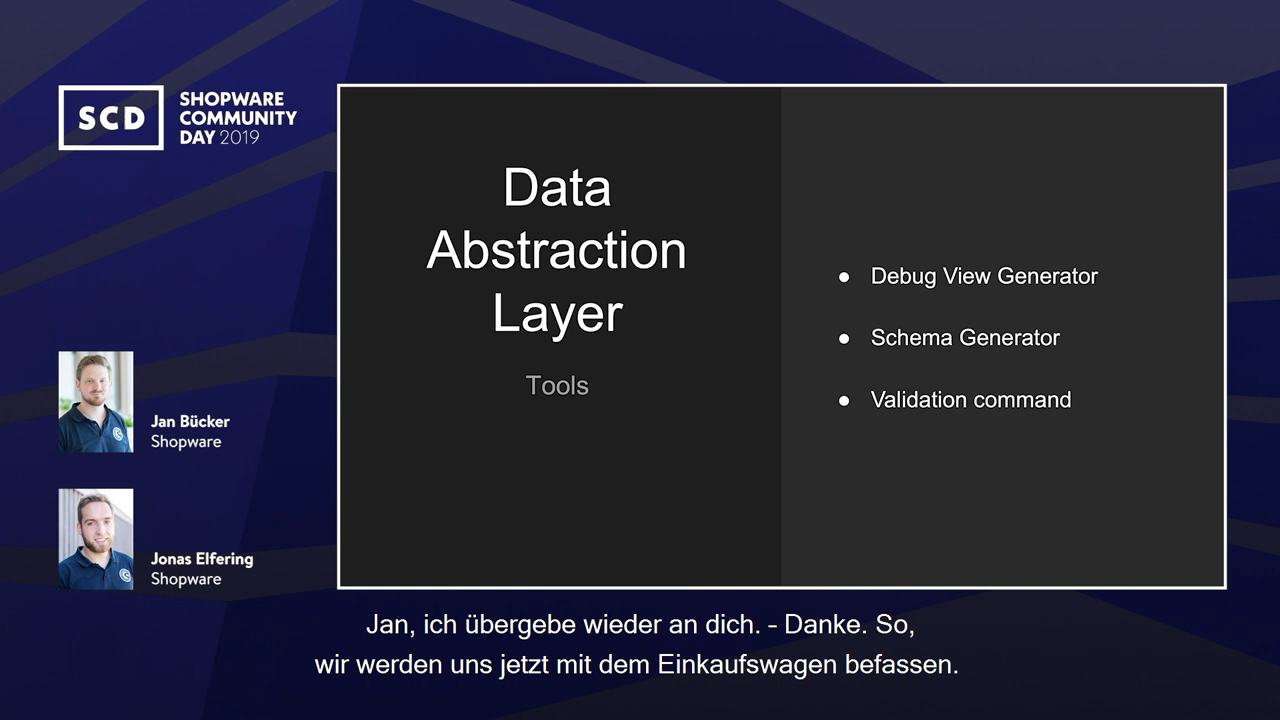 SCD
SHOPWARE
COMMUNITY
DAY 2019
Data
Abstraction
Layer
Tools
● Debug View Generator
● Schema Generator
● Validation command
Jan Bücker
Shopware
Jonas Elfering
Shopware
Jan, ich übergebe wieder an dich. - Danke. So,
wir werden uns jetzt mit dem Einkaufswagen befassen.